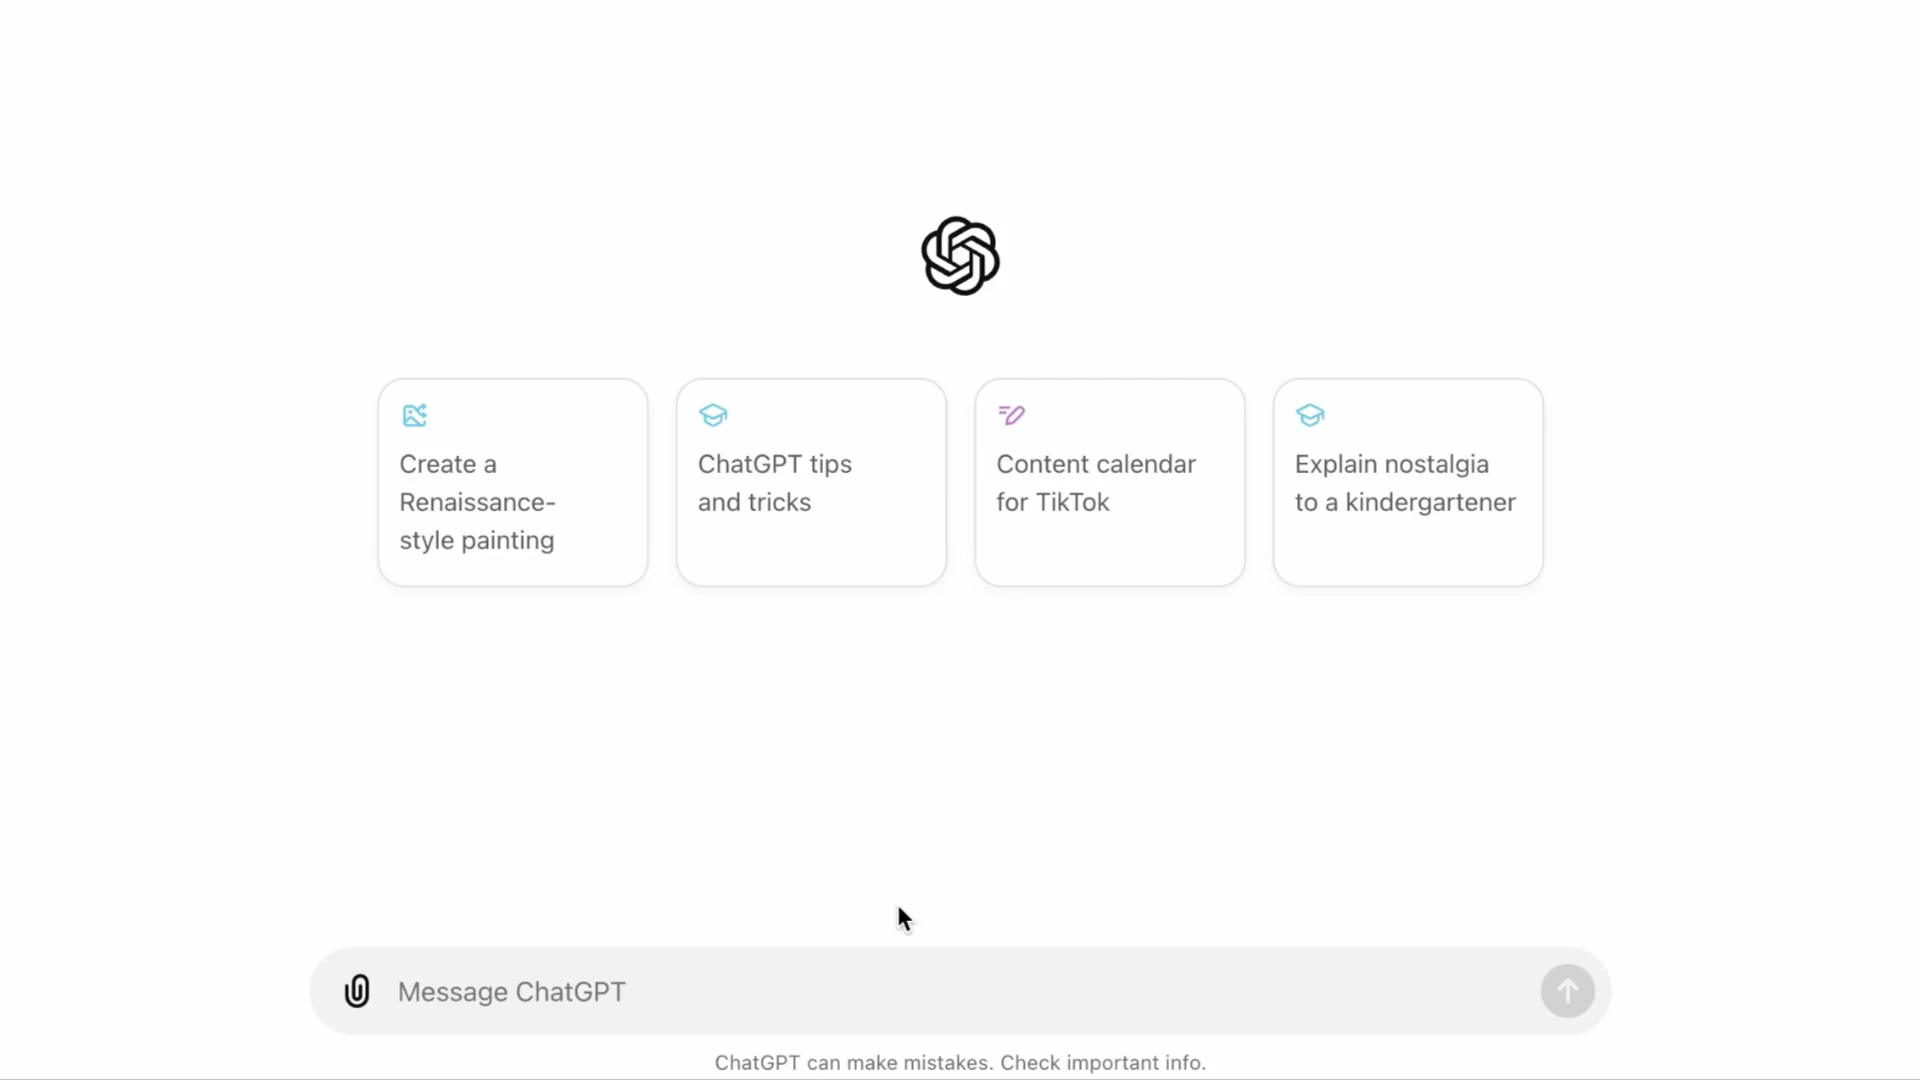 Create a
Renaissance-
style painting
ChatGPT tips
and tricks
Content calendar
for TikTok
Explain nostalgia
to a kindergartener
Message ChatGPT
ChatGPT can make mistakes. Check important info.